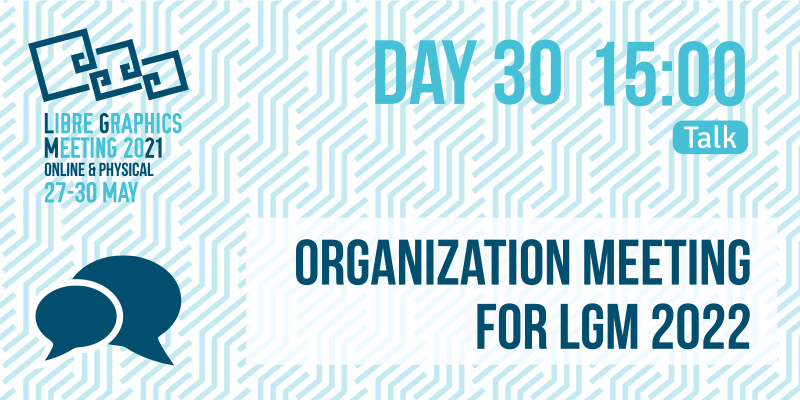 DAY 30 15:00
Talk
LIBRE GRAPHICS
MEETING 2021
ONLINE & PHYSICAL
27-30 MAY
ORGANIZATION MEETING
FOR LGM 2022